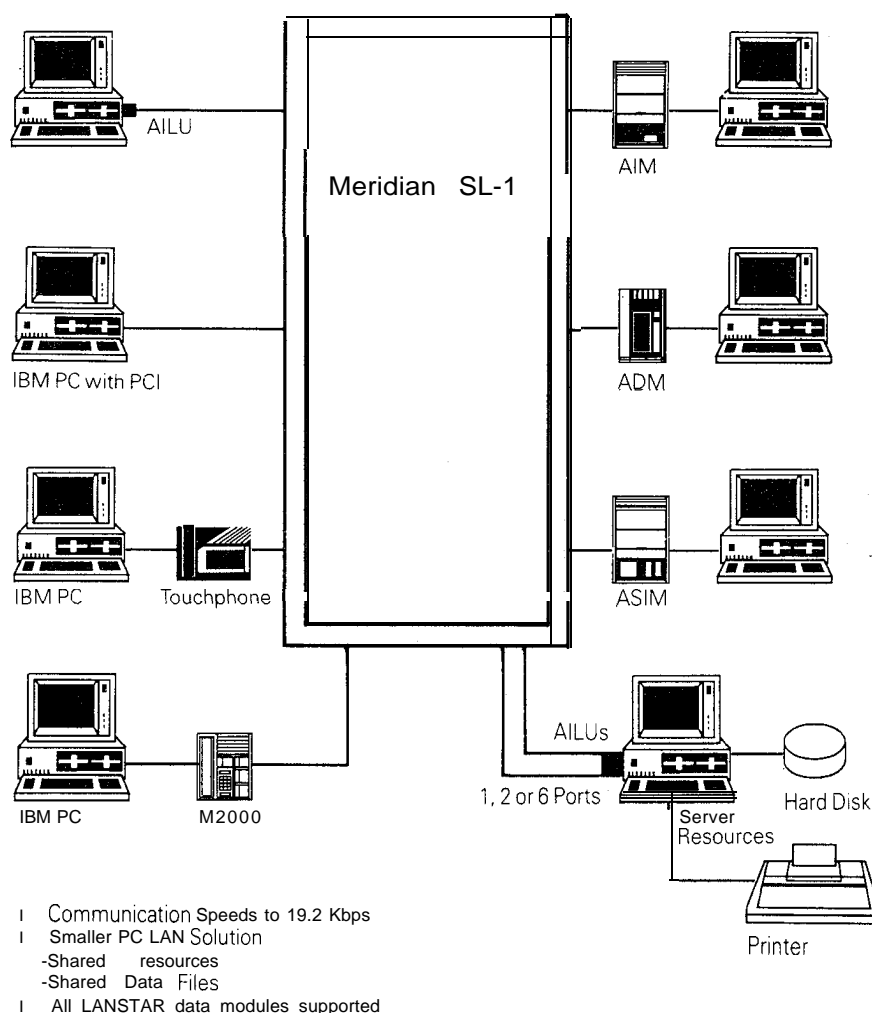 Meridian SL-1
AILU
AIM
IBM PC with PCI
ADM
IBM PC
Touchphone
ASIM
IBM PC
M2000
AILUs
1, 2 or 6 Ports
Server
Resources
Hard Disk
Printer
I Communication Speeds to 19.2 Kbps
I Smaller PC LAN Solution
-Shared resources
-Shared Data Files
I All LANSTAR data modules supported